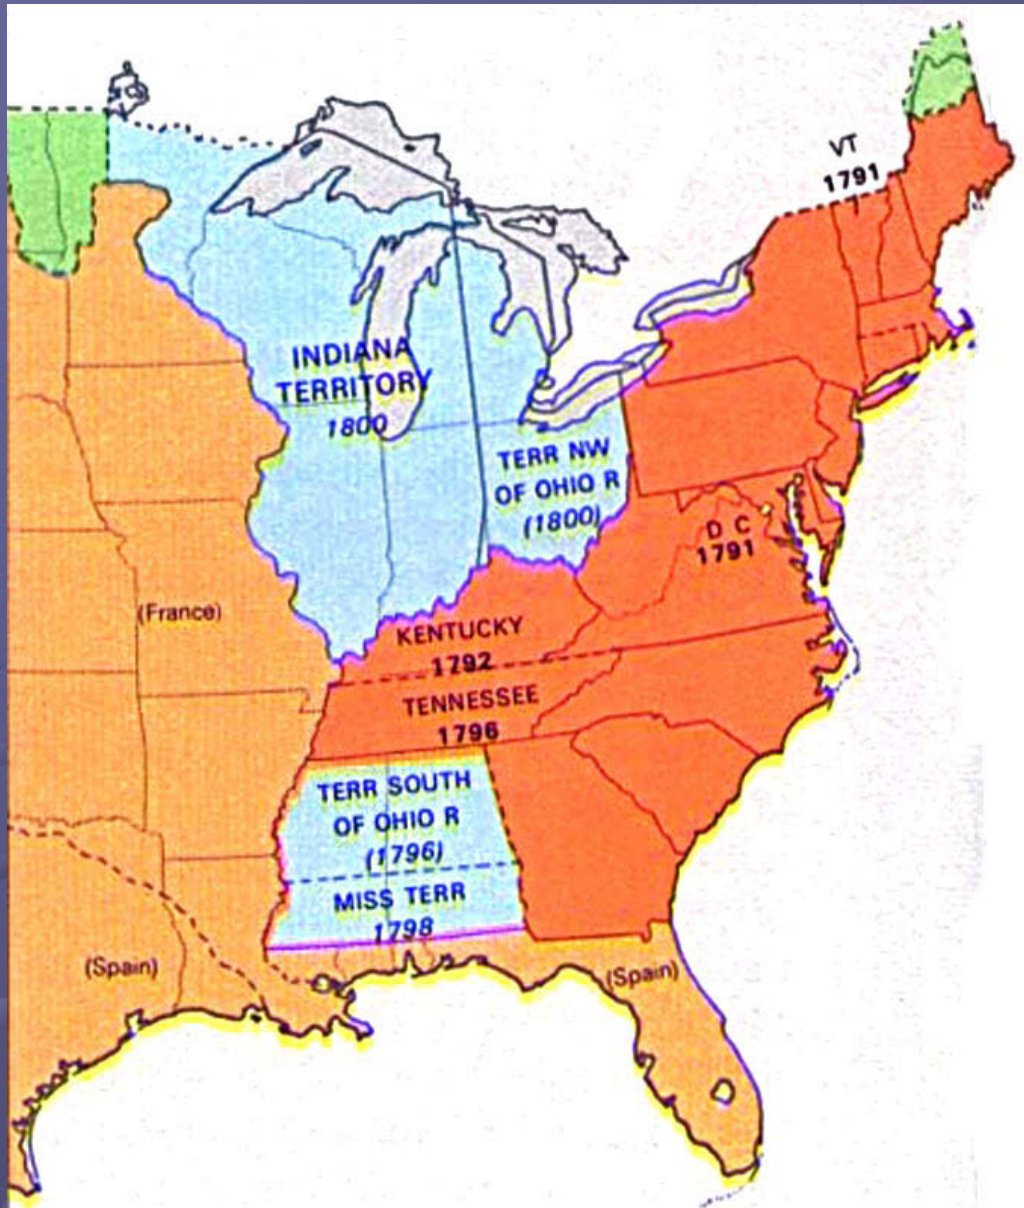 VT
1791
INDIANA
TERRITORY
1800
TERR NW
OF OHIO R
(1800)
D C
1791
(France)
KENTUCKY
1792
TENNESSEE
1796
TERR SOUTH
OF OHIO R
(1796)
MISS TERR
1798
(Spain)
(Spain)